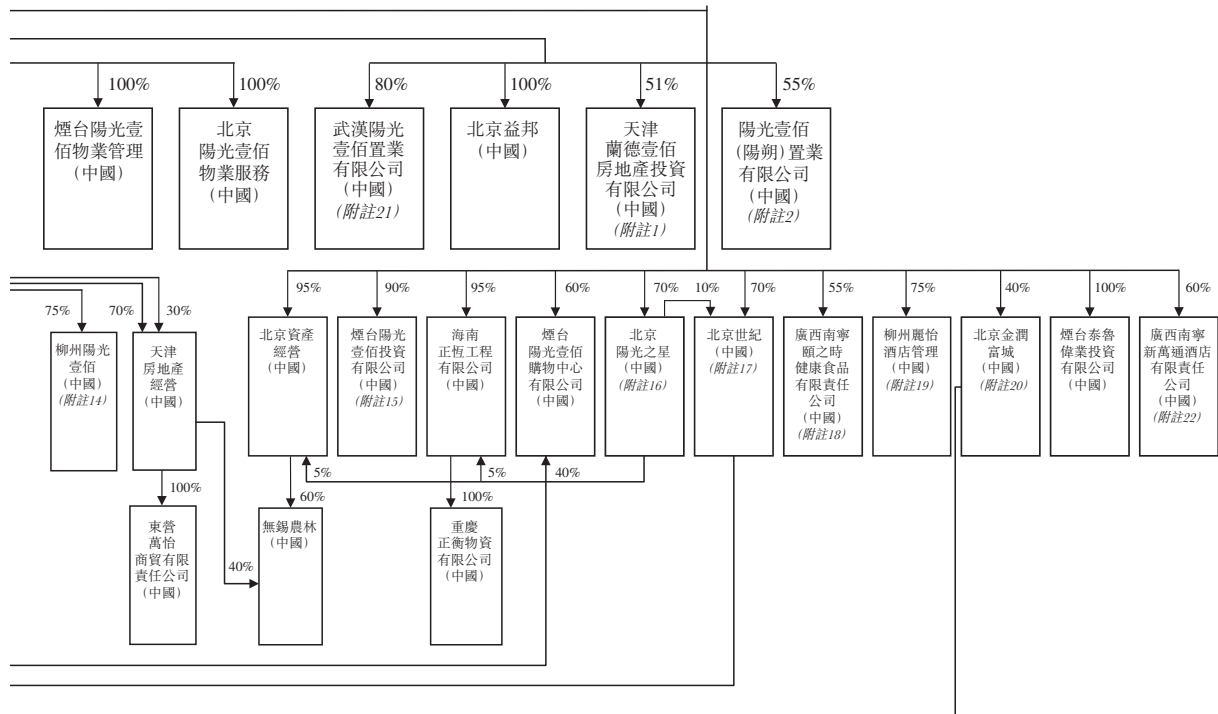 100%
100%
80%
100%
51%
55%
煙台陽光壹
佰物業管理
(中國)
北京
陽光壹佰
物業服務
(中國)
武漢陽光
壹佰置業
有限公司
(中國)
(附註21)
北京益邦
(中國)
天津
蘭德壹佰
房地產投資
有限公司
(中國)
(附註1)
陽光壹佰
(陽朔)置業
有限公司
(中國)
(附註2)
75%
70%
30%
95%
90%
95%
60%
70%
10%
70%
55%
75%
40%
100%
60%
柳州陽光
壹佰
(中國)
(附註14)
天津
房地產
經營
(中國)
北京資產
經營
(中國)
煙台陽光
壹佰投資
有限公司
(中國)
(附註15)
海南
正恆工程
有限公司
(中國)
煙台
陽光壹佰
購物中心
有限公司
(中國)
北京
陽光之星
(中國)
(附註16)
北京世紀
(中國)
(附註17)
廣西南寧
頤之時
健康食品
有限責任
公司
(中國)
(附註18)
柳州麗怡
酒店管理
(中國)
(附註19)
北京金潤
富城
(中國)
(附註20)
煙台泰魯
偉業投資
有限公司
(中國)
廣西南寧
新萬通酒店
有限責任
公司
(中國)
(附註22)
5%
5%
40%
100%
60%
100%
東營
萬怡
商貿有限
責任公司
(中國)
40%
無錫農林
(中國)
重慶
正衡物資
有限公司
(中國)